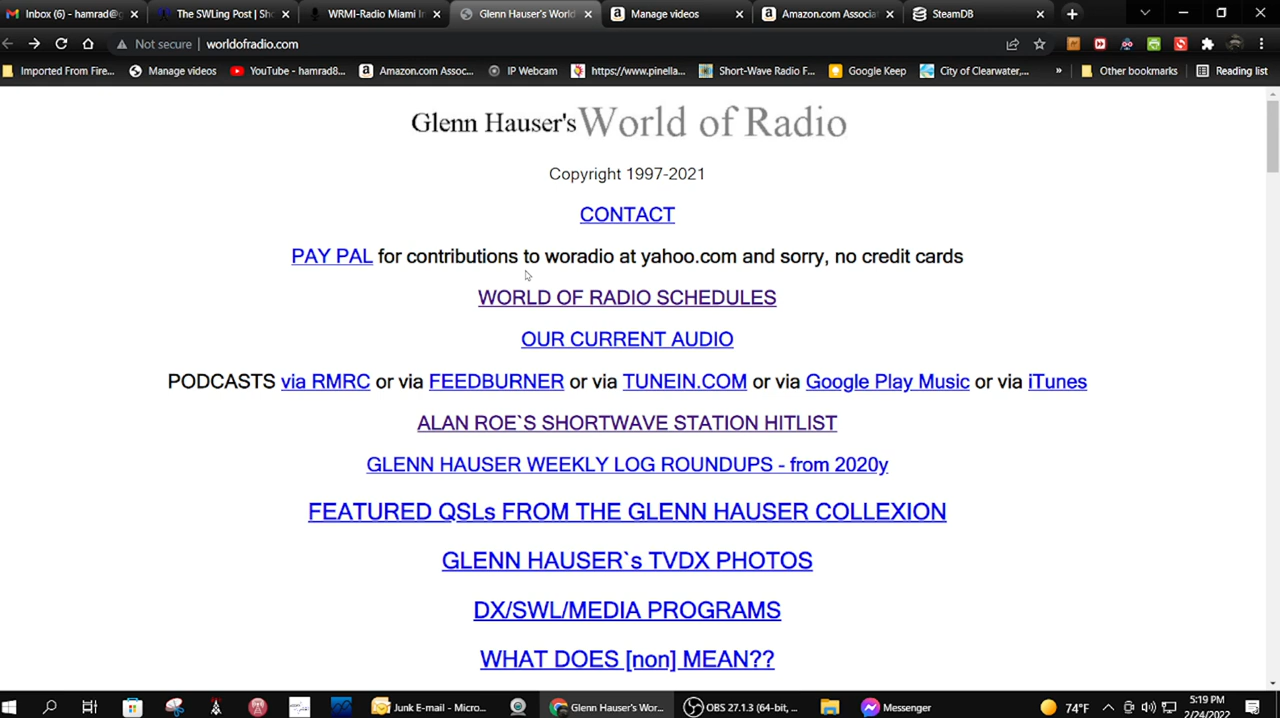 Inbox (6) - hamrad@g
The SWLing Post | Sho
WRMI-Radio Miami In
Glenn Hauser's World
Manage videos
Amazon.com Associat
SteamDB
Not secure
worldofradio.com
Imported From Fire...
Manage videos
YouTube - hamrad8...
Amazon.com Assoc...
IP Webcam
https://www.pinella...
Short-Wave Radio F...
Google Keep
City of Clearwater,...
»
Other bookmarks
Reading list
Glenn Hauser's World of Radio
Copyright 1997-2021
CONTACT
PAY PAL for contributions to woradio at yahoo.com and sorry, no credit cards
WORLD OF RADIO SCHEDULES
OUR CURRENT AUDIO
PODCASTS via RMRC or via FEEDBURNER or via TUNEIN.COM or via Google Play Music or via iTunes
ALAN ROE`S SHORTWAVE STATION HITLIST
GLENN HAUSER WEEKLY LOG ROUNDUPS - from 2020y
FEATURED QSLs FROM THE GLENN HAUSER COLLEXION
GLENN HAUSER`s TVDX PHOTOS
DX/SWL/MEDIA PROGRAMS
WHAT DOES [non] MEAN??
Junk E-mail - Micro...
Glenn Hauser's Wor...
OBS 27.1.3 (64-bit, ...
Messenger
74°F
5:19 PM
2/24/2022